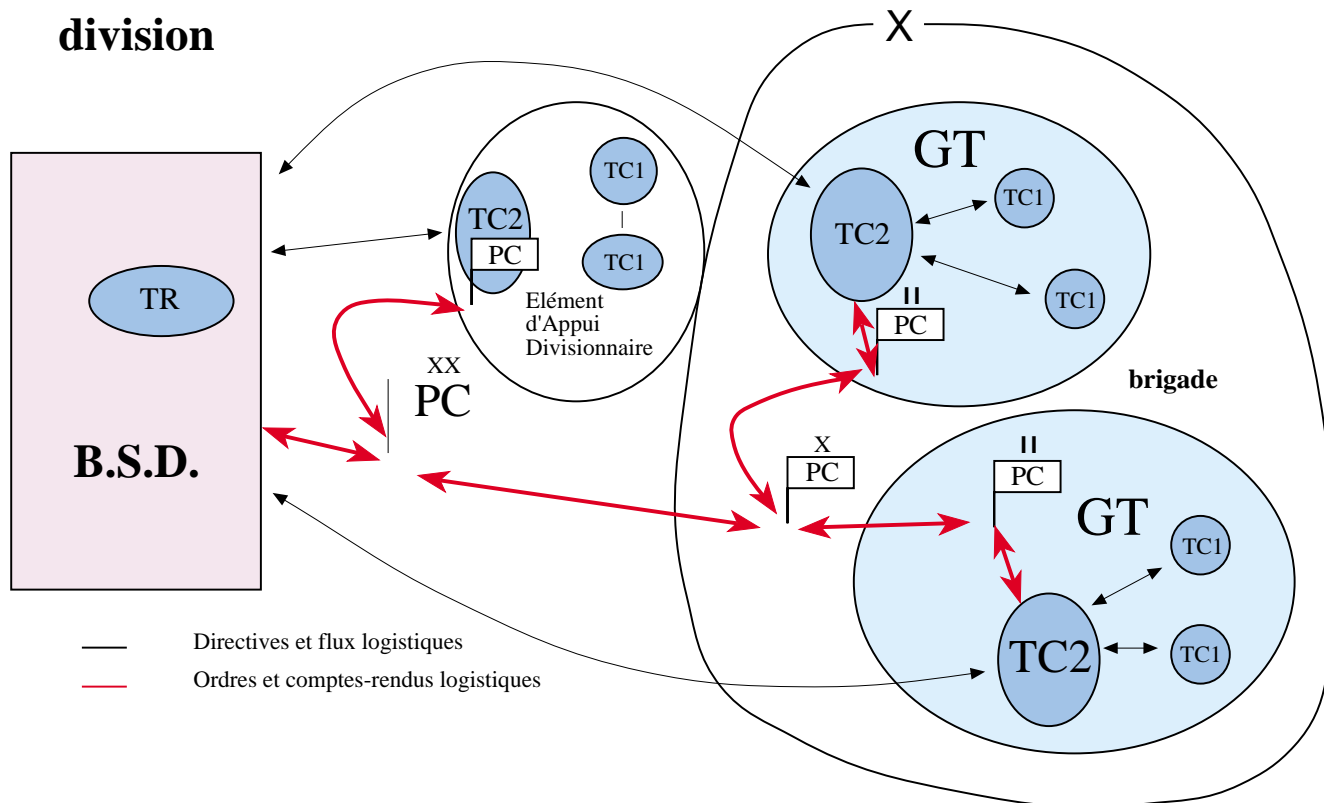 division
X
GT
TC1
TC2
TC1
TC2
TC1
PC
TC1
TC1
TR
Elément
d'Appui
Divisionnaire
II
PC
XX
PC
brigade
B.S.D.
X
PC
II
PC
GT
TC1
TC2
TC1
Directives et flux logistiques
Ordres et comptes-rendus logistiques